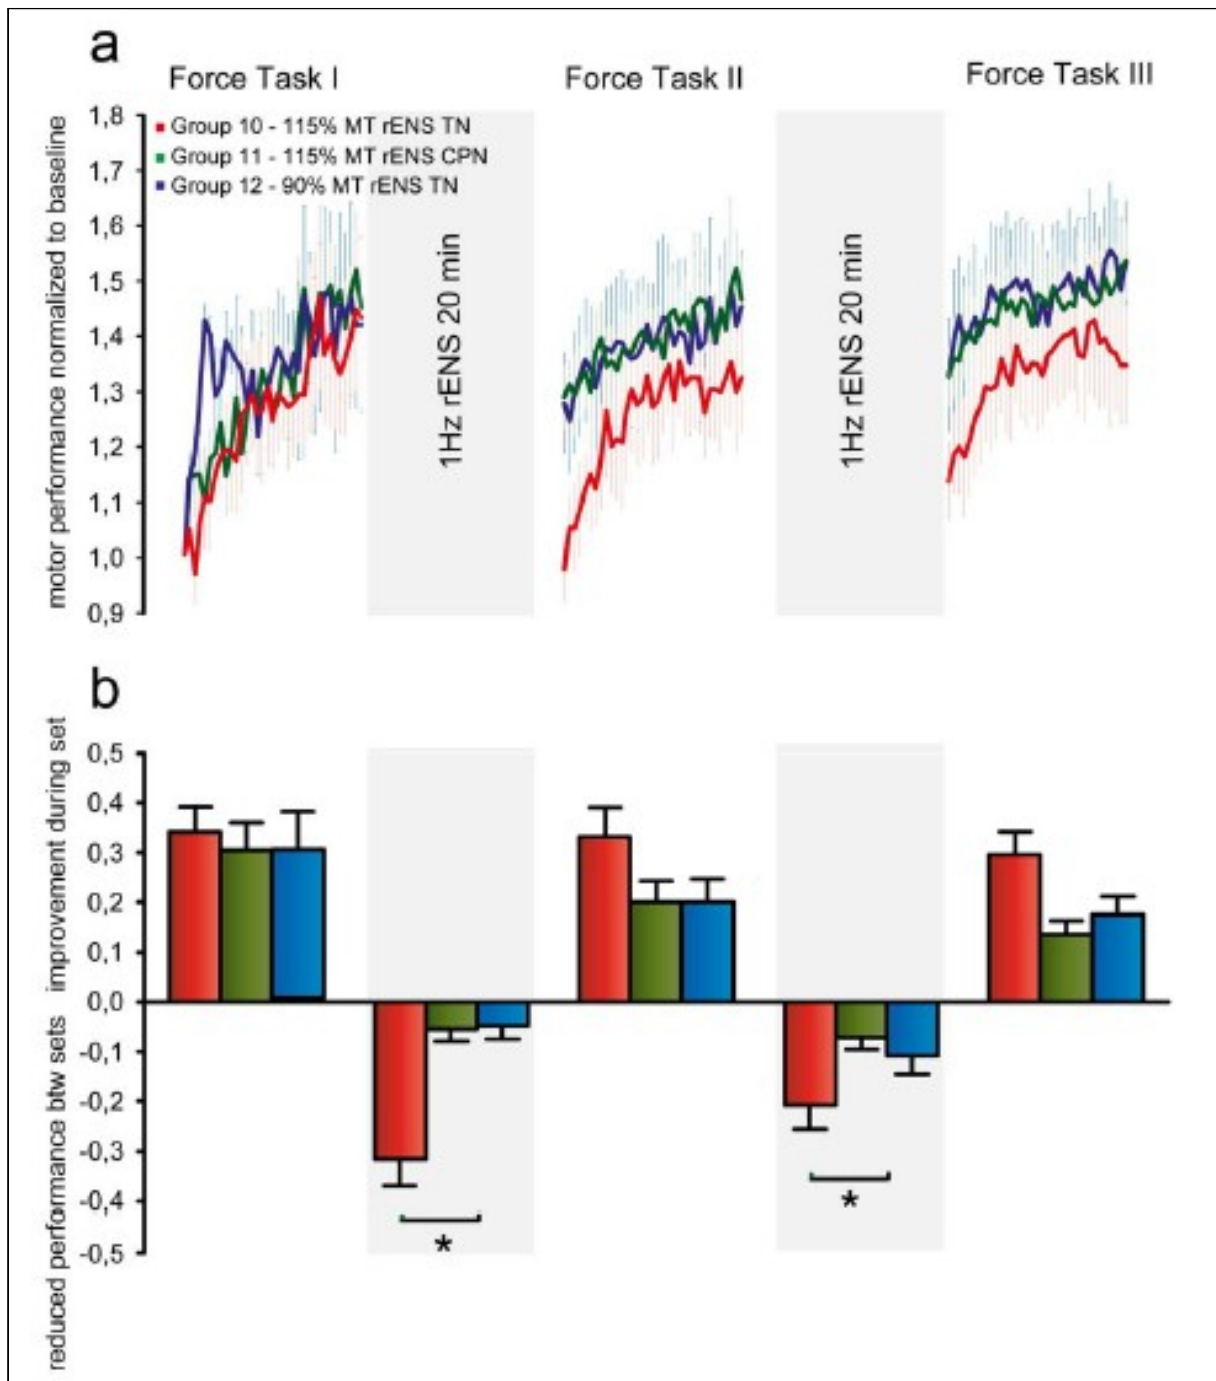 a
Force Task I
Force Task II
Force Task III
motor performance normalized to baseline
1,8
1,7
1,6
1,5
1,4
1,3
1,2
1,1
1,0
0,9
Group 10 - 115% MT rENS TN
Group 11 - 115% MT rENS CPN
Group 12 - 90% MT rENS TN
1Hz rENS 20 min
1Hz rENS 20 min
b
improvement during set
reduced performance btw sets
0,5
0,4
0,3
0,2
0,1
0,0
-0,1
-0,2
-0,3
-0,4
-0,5
*
*